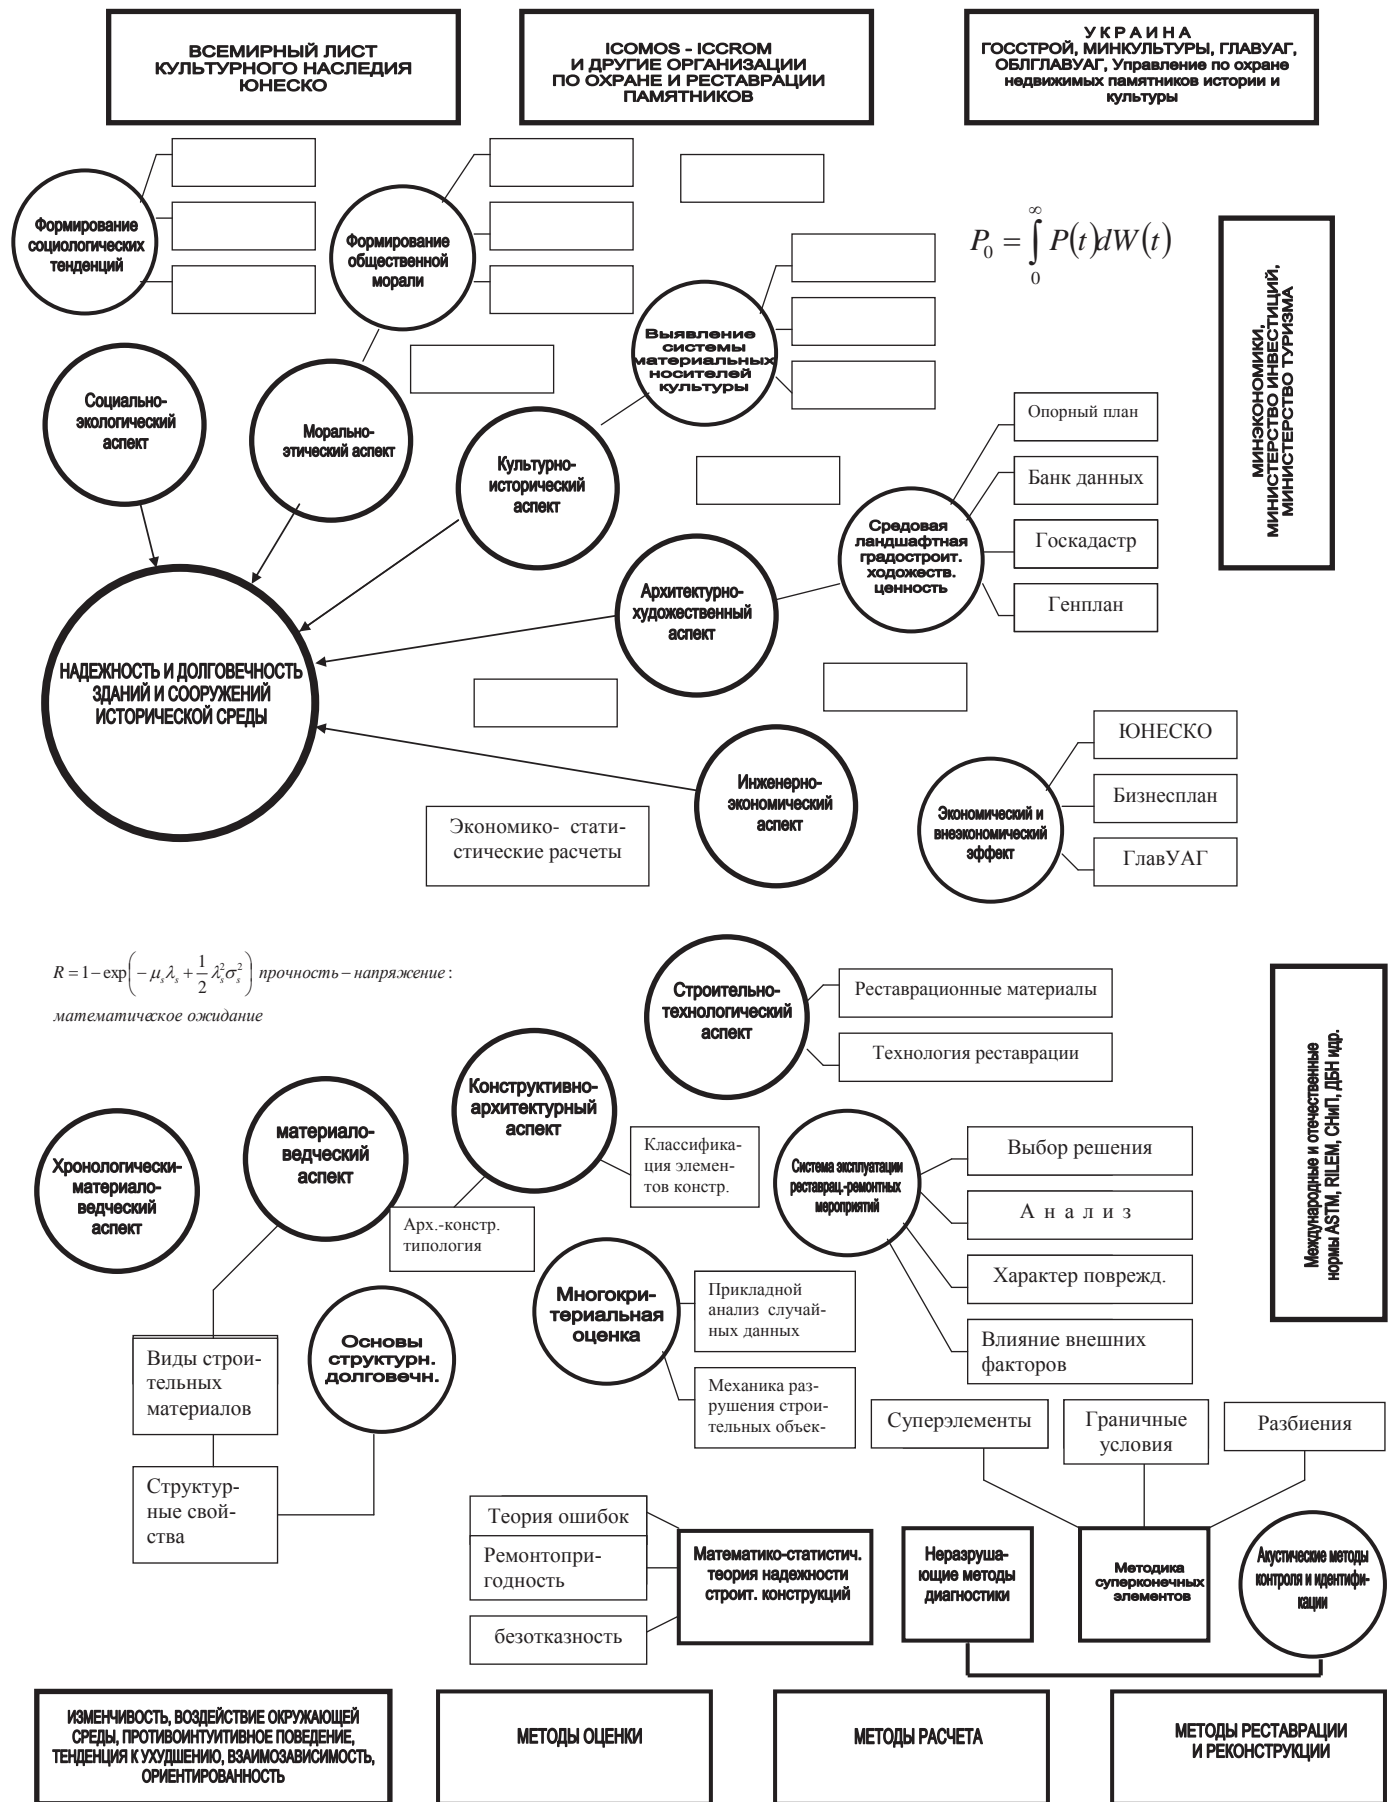 ВСЕМИРНЫЙ ЛИСТ
КУЛЬТУРНОГО НАСЛЕДИЯ
ЮНЕСКО
ICOMOS - ICCROM
И ДРУГИЕ ОРГАНИЗАЦИИ
ПО ОХРАНЕ И РЕСТАВРАЦИИ
ПАМЯТНИКОВ
У К Р А И Н А
ГОССТРОЙ, МИНКУЛЬТУРЫ, ГЛАВУАГ,
ОБЛГЛАВУАГ, Управление по охране
недвижимых памятников истории и
культуры
Формирование
социологических
тенденций
Формирование
общественной
морали
P₀ = ∫₀^∞ P(t)dW(t)
Выявление
системы
материальных
носителей
культуры
МИНЭКОНОМИКИ,
МИНИСТЕРСТВО ИНВЕСТИЦИЙ,
МИНИСТЕРСТВО ТУРИЗМА
Социально-
экологический
аспект
Морально-
этический аспект
Культурно-
исторический
аспект
Опорный план
Банк данных
Госкадастр
Генплан
Средовая
ландшафтная
градостроит.
ходожеств.
ценность
Архитектурно-
художественный
аспект
НАДЕЖНОСТЬ И ДОЛГОВЕЧНОСТЬ
ЗДАНИЙ И СООРУЖЕНИЙ
ИСТОРИЧЕСКОЙ СРЕДЫ
Инженерно-
экономический
аспект
ЮНЕСКО
Бизнесплан
ГлавУАГ
Экономический и
внеэкономический
эффект
Экономико- стати-
стические расчеты
R = 1 − exp(− μₛλₛ + 1/2 λₛ²σₛ²) прочность – напряжение :
математическое ожидание
Строительно-
технологический
аспект
Реставрационные материалы
Технология реставрации
Международные и отечественные
нормы ASTM, RILEM, СНиП, ДБН идр.
Конструктивно-
архитектурный
аспект
материало-
ведческий
аспект
Хронологически-
материало-
ведческий
аспект
Классифика-
ция элемен-
тов констр.
Арх.-констр.
типология
Система эксплуатации
реставрац.-ремонтных
мероприятий
Выбор решения
А н а л и з
Характер поврежд.
Влияние внешних
факторов
Многокри-
териальная
оценка
Прикладной
анализ случай-
ных данных
Механика раз-
рушения строи-
тельных объек-
Основы
структурн.
долговечн.
Виды строи-
тельных
материалов
Структур-
ные свой-
ства
Суперэлементы
Граничные
условия
Разбиения
Теория ошибок
Ремонтопри-
годность
безотказность
Математико-статистич.
теория надежности
строит. конструкций
Неразруша-
ющие методы
диагностики
Методика
суперконечных
элементов
Акустические методы
контроля и идентифи-
кации
ИЗМЕНЧИВОСТЬ, ВОЗДЕЙСТВИЕ ОКРУЖАЮЩЕЙ
СРЕДЫ, ПРОТИВОИНТУИТИВНОЕ ПОВЕДЕНИЕ,
ТЕНДЕНЦИЯ К УХУДШЕНИЮ, ВЗАИМОЗАВИСИМОСТЬ,
ОРИЕНТИРОВАННОСТЬ
МЕТОДЫ ОЦЕНКИ
МЕТОДЫ РАСЧЕТА
МЕТОДЫ РЕСТАВРАЦИИ
И РЕКОНСТРУКЦИИ